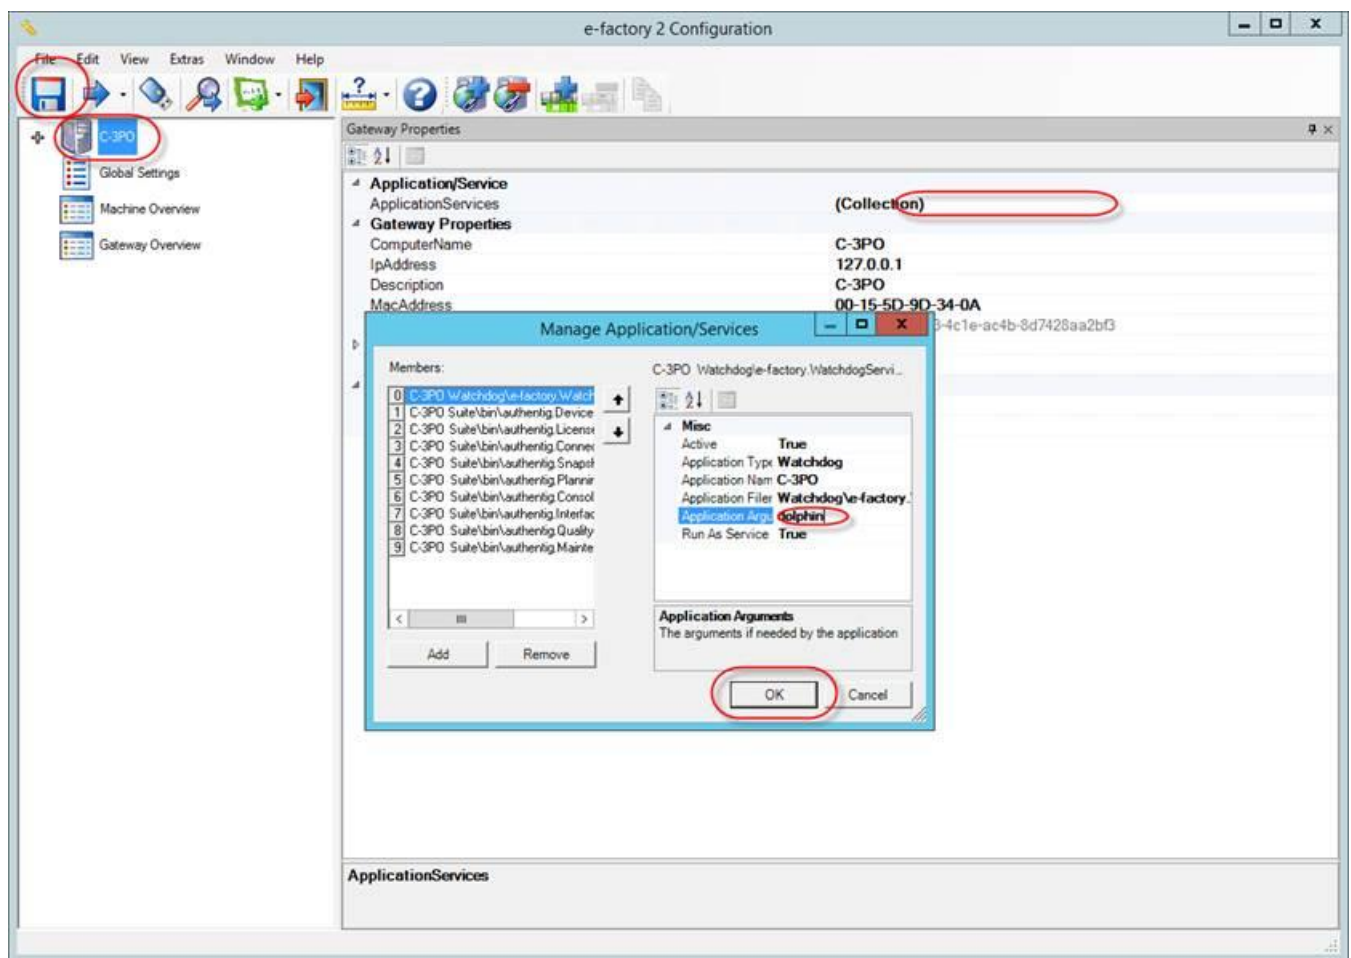 e-factory 2 Configuration
File Edit View Extras Window Help
C-3PO
Global Settings
Machine Overview
Gateway Overview
Gateway Properties
Application/Service
ApplicationServices (Collection)
Gateway Properties
ComputerName C-3PO
IpAddress 127.0.0.1
Description C-3PO
MacAddress 00-15-5D-9D-34-0A
3-4c1e-ac4b-8d7428aa2bf3
Manage Application/Services
Members:
0 C-3PO Watchdog\e-factory.Watch
1 C-3PO Suite\bin\authentig.Device
2 C-3PO Suite\bin\authentig.License
3 C-3PO Suite\bin\authentig.Connec
4 C-3PO Suite\bin\authentig.Snapsh
5 C-3PO Suite\bin\authentig.Plannin
6 C-3PO Suite\bin\authentig.Consol
7 C-3PO Suite\bin\authentig.Interfac
8 C-3PO Suite\bin\authentig.Quality
9 C-3PO Suite\bin\authentig.Mainte
Add Remove
C-3PO Watchdog\e-factory.WatchdogServi...
Misc
Active True
Application Type Watchdog
Application Nam C-3PO
Application Filer Watchdog\e-factory.
Application Argu dolphin
Run As Service True
Application Arguments
The arguments if needed by the application
OK Cancel
ApplicationServices